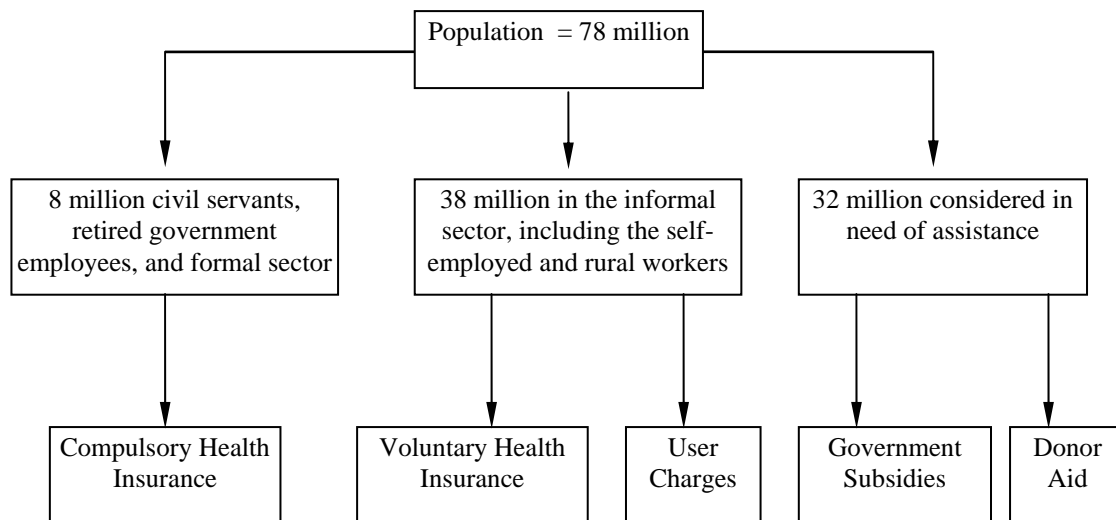 Population = 78 million
8 million civil servants,
retired government
employees, and formal sector
38 million in the informal
sector, including the self-
employed and rural workers
32 million considered in
need of assistance
Compulsory Health
Insurance
Voluntary Health
Insurance
User
Charges
Government
Subsidies
Donor
Aid